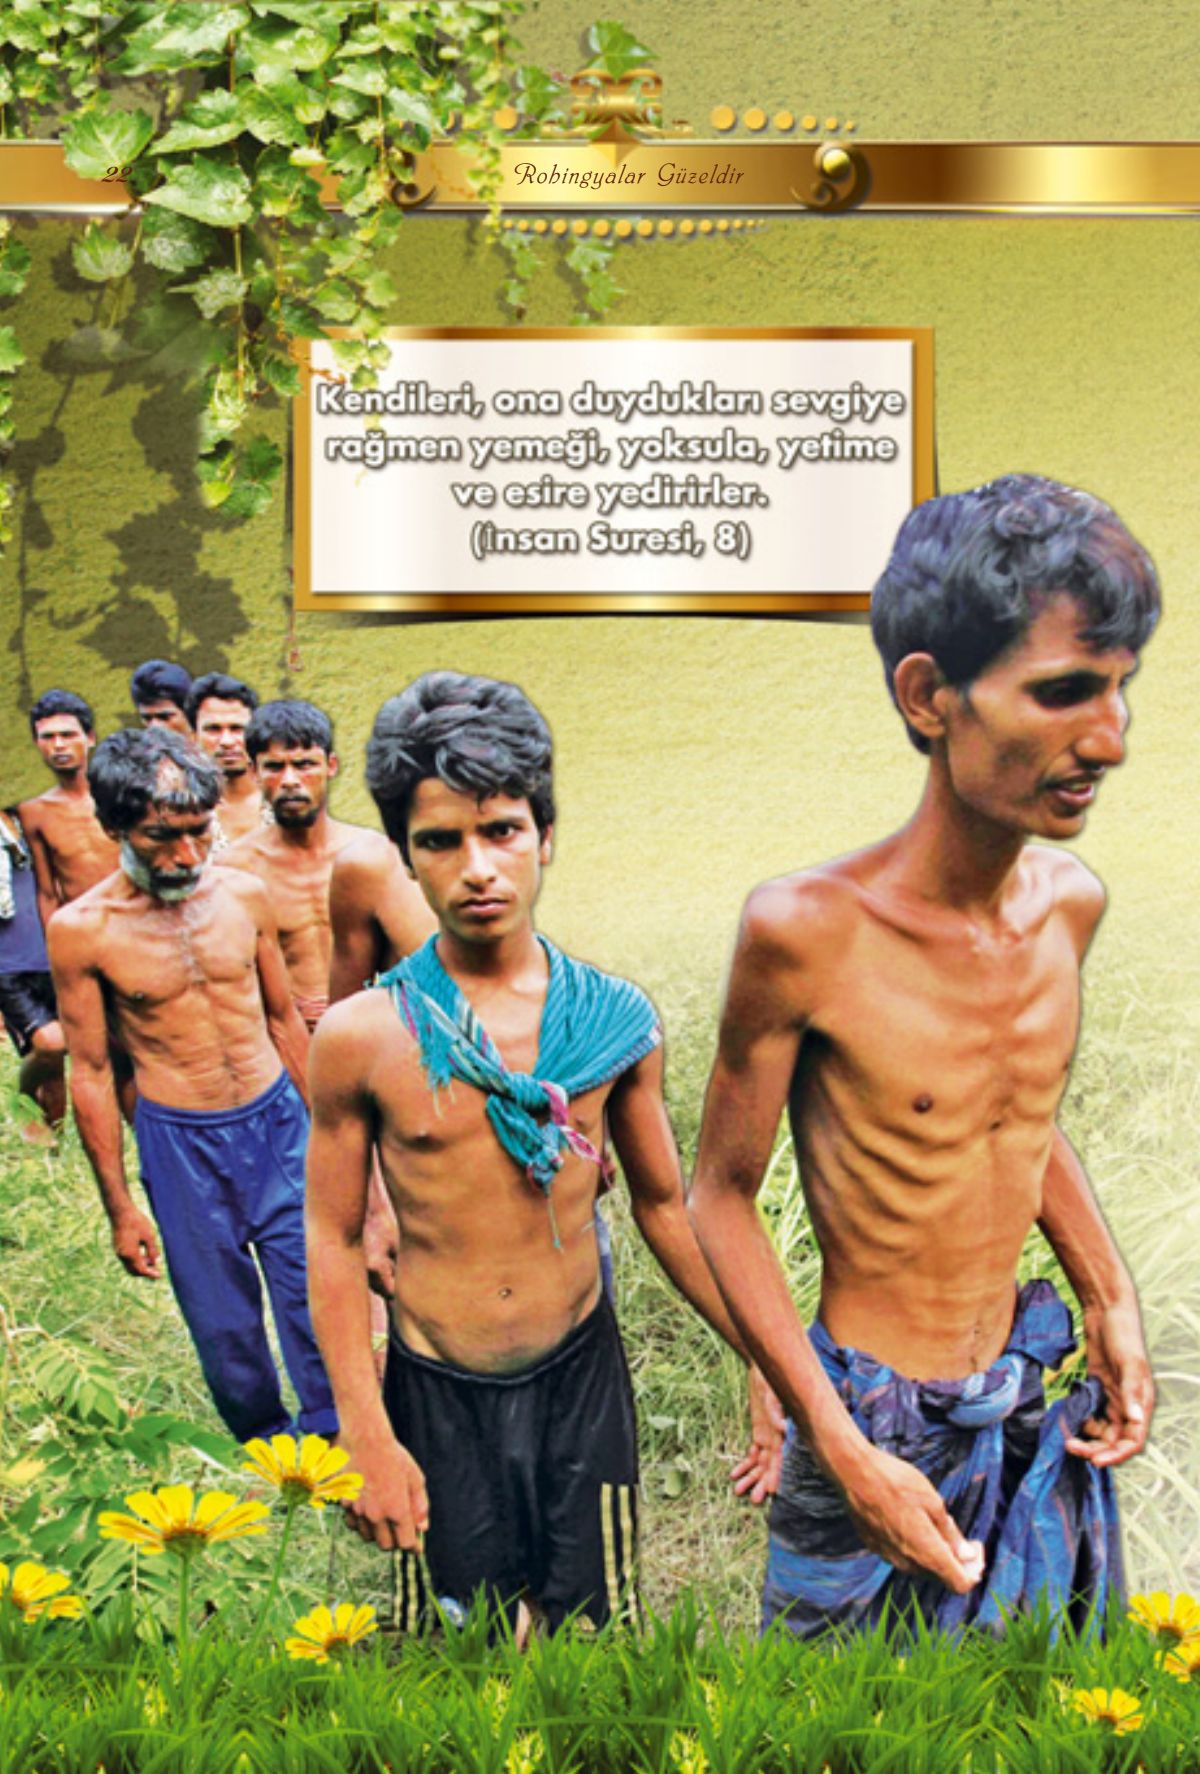 22
Robingyalar Güzeldir
Kendileri, ona duydukları sevgiye
rağmen yemeği, yoksula, yetime
ve esire yedirirler.
(İnsan Suresi, 8)